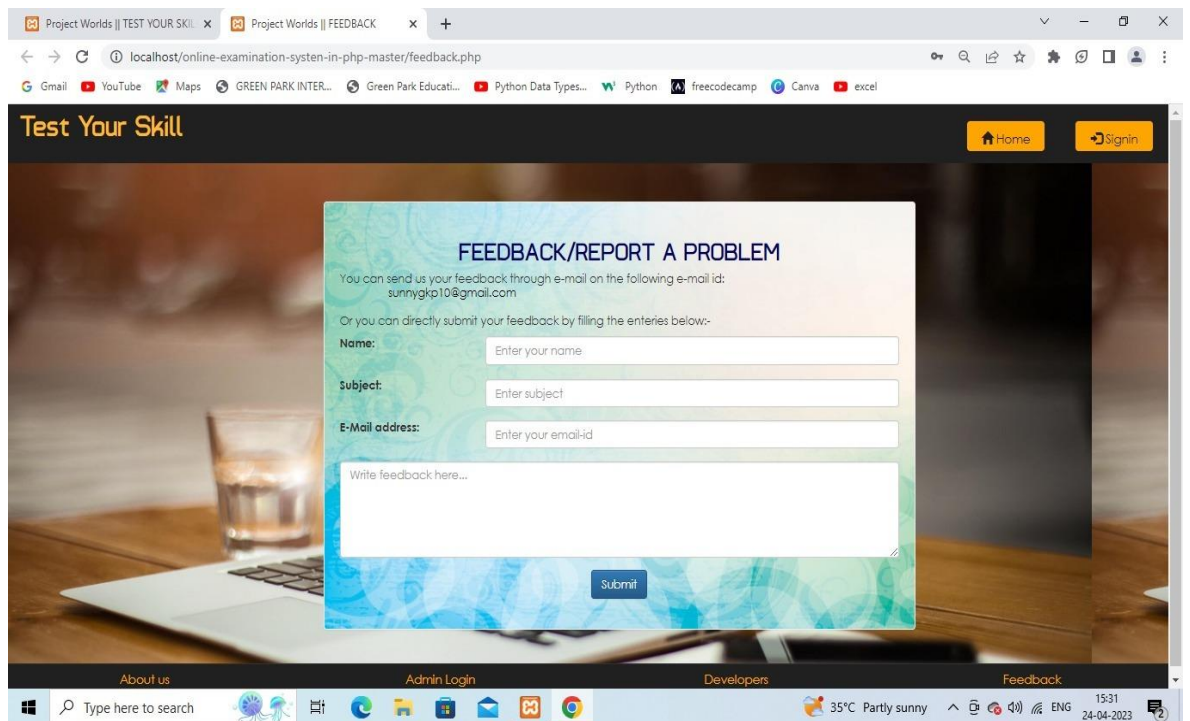 Project Worlds || TEST YOUR SKIL
Project Worlds || FEEDBACK
localhost/online-examination-systen-in-php-master/feedback.php
Gmail
YouTube
Maps
GREEN PARK INTER...
Green Park Educati...
Python Data Types...
Python
freecodecamp
Canva
excel
Test Your Skill
Home
Signin
FEEDBACK/REPORT A PROBLEM
You can send us your feedback through e-mail on the following e-mail id:
sunnygkp10@gmail.com
Or you can directly submit your feedback by filling the enteries below:-
Name:
Enter your name
Subject:
Enter subject
E-Mail address:
Enter your email-id
Write feedback here...
Submit
About us
Admin Login
Developers
Feedback
Type here to search
35°C Partly sunny
ENG
15:31
24-04-2023
2